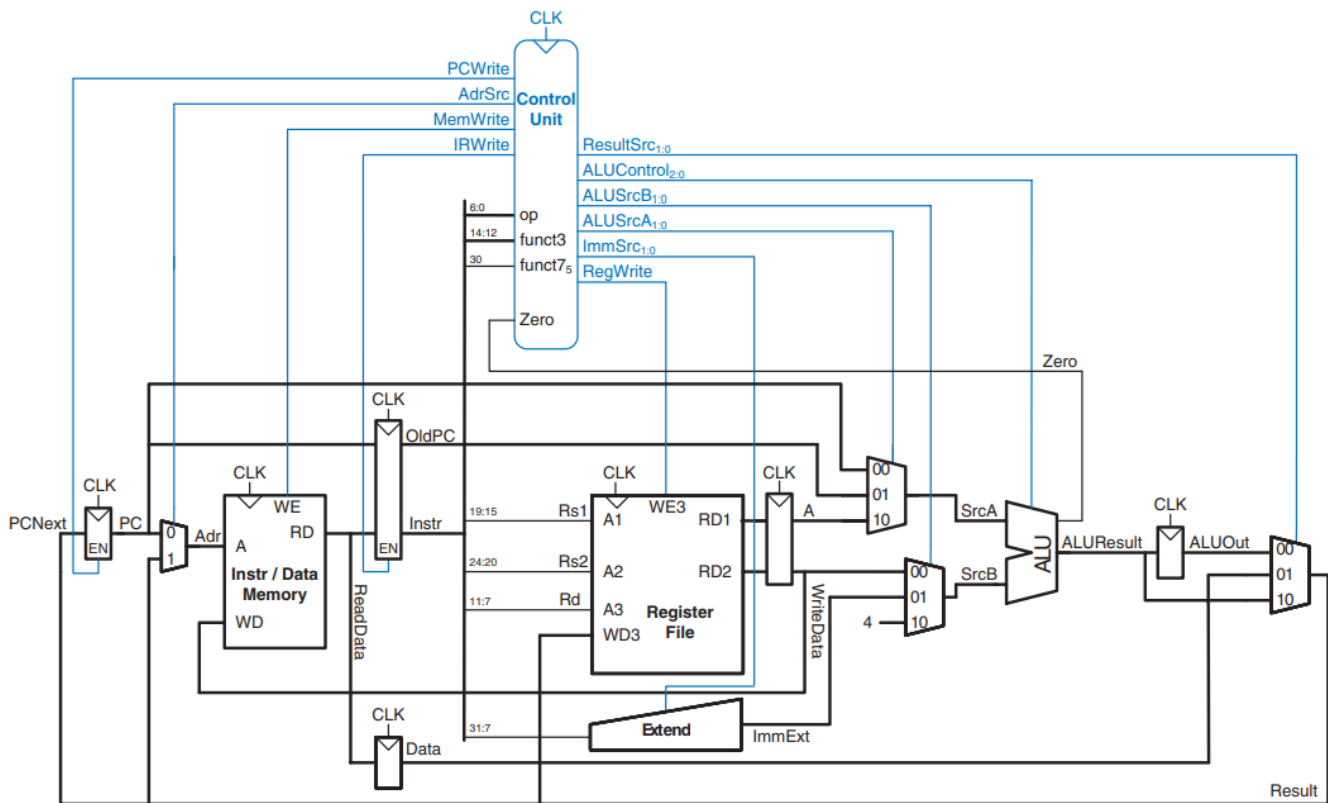 CLK
PCWrite
AdrSrc
MemWrite
IRWrite
Control
Unit
ResultSrc1:0
ALUControl2:0
ALUSrcB1:0
ALUSrcA1:0
ImmSrc1:0
RegWrite
6:0
op
14:12
funct3
30
funct75
Zero
Zero
CLK
OldPC
CLK
PCNext
PC
EN
0
1
Adr
CLK
WE
RD
A
Instr / Data
Memory
WD
ReadData
EN
Instr
19:15
Rs1
24:20
Rs2
11:7
Rd
31:7
CLK
WE3
A1
RD1
A2
RD2
A3
WD3
Register
File
CLK
A
WriteData
00
01
10
SrcA
00
01
10
4
SrcB
ALU
ALUResult
CLK
ALUOut
00
01
10
Extend
ImmExt
CLK
Data
Result